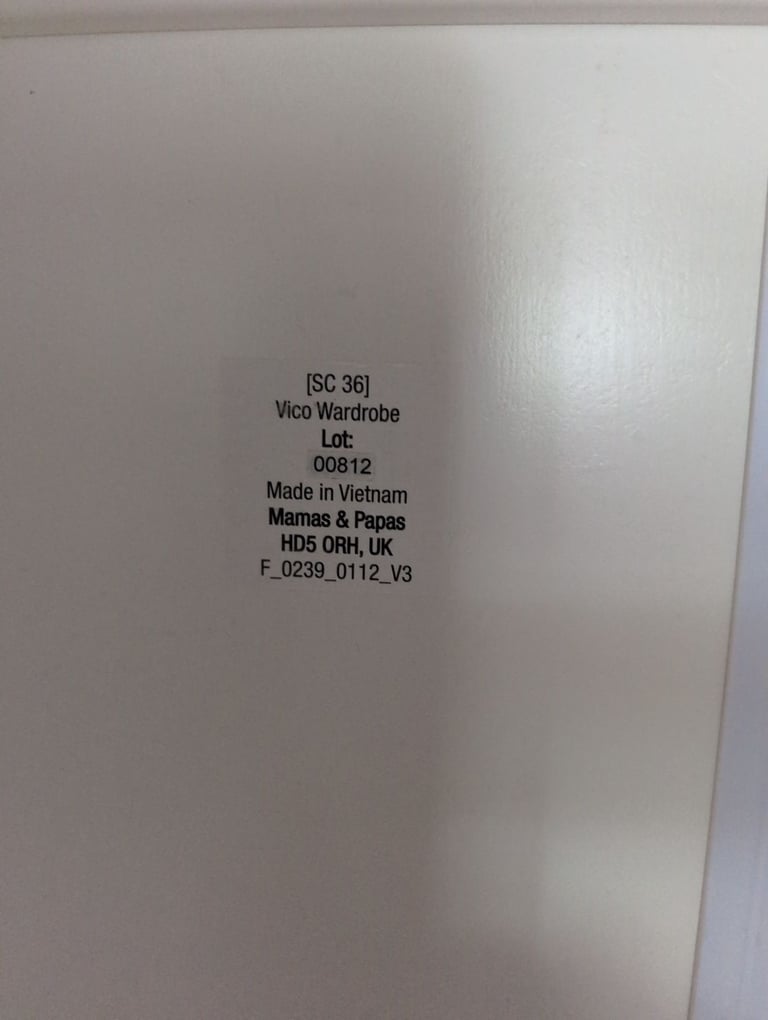 [SC 36]
Vico Wardrobe
Lot:
00812
Made in Vietnam
Mamas & Papas
HD5 0RH, UK
F_0239_0112_V3